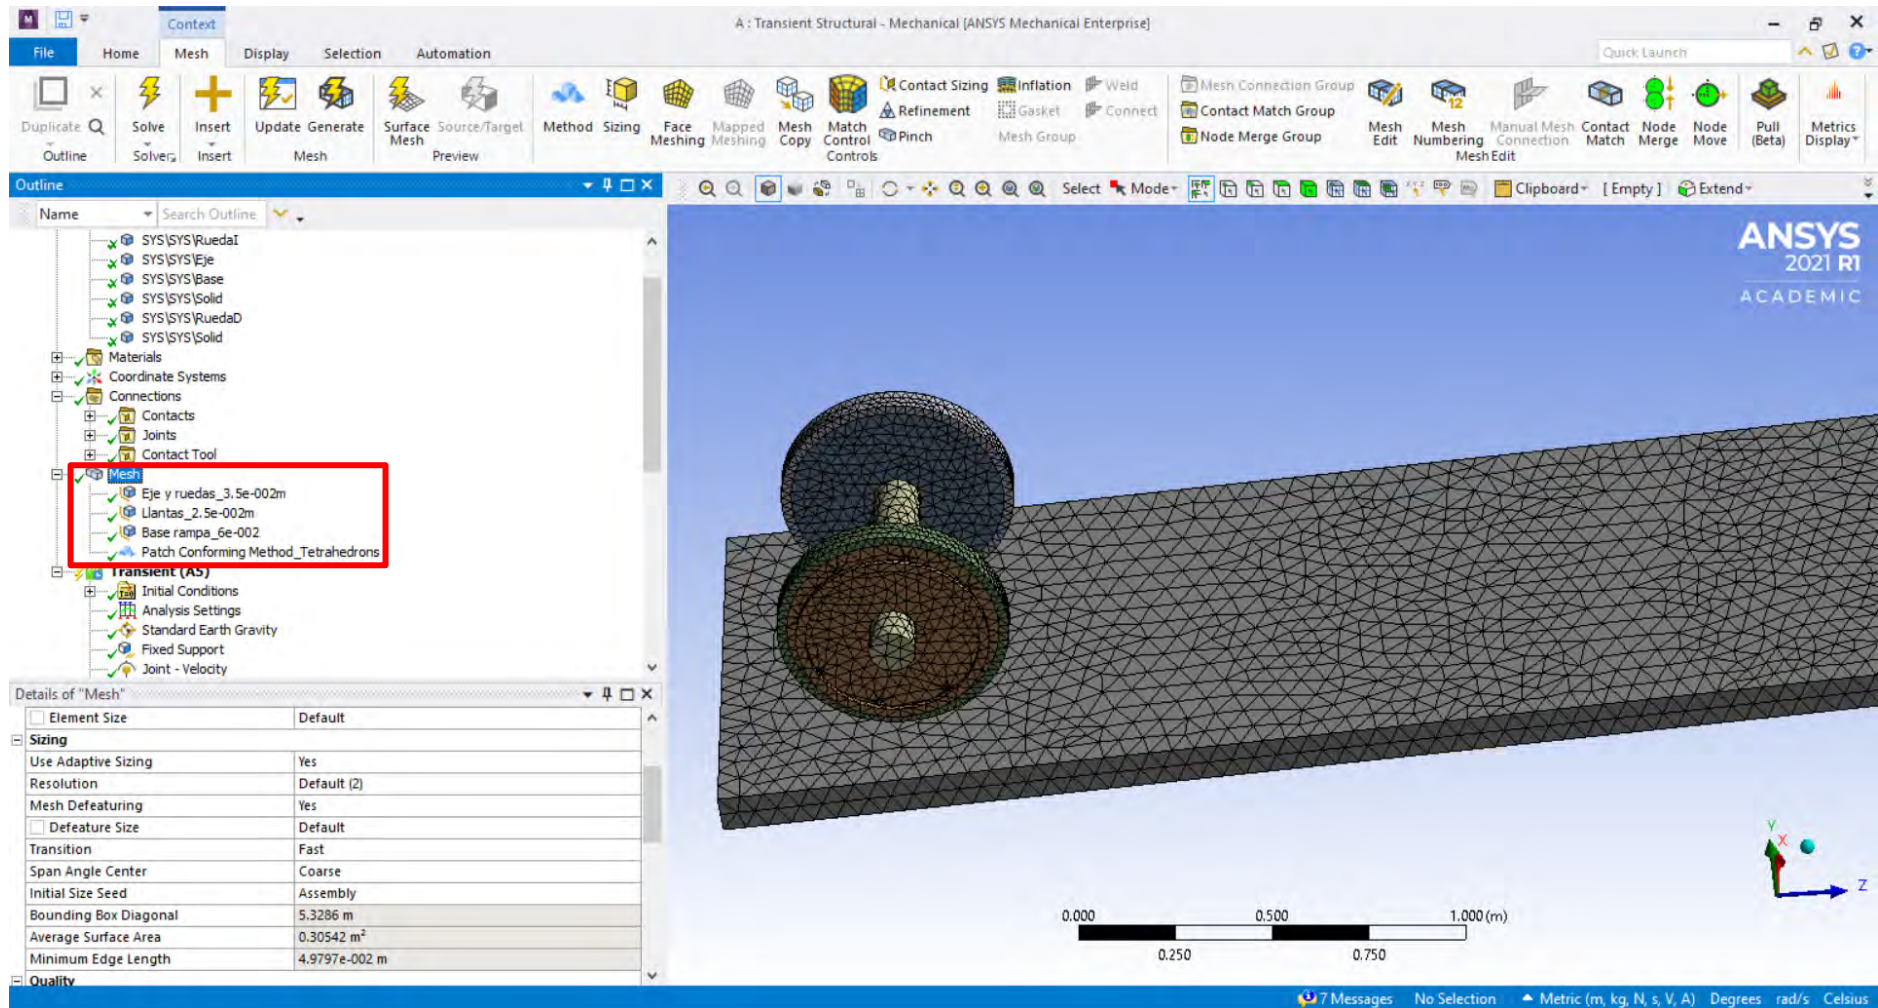 Context
A : Transient Structural - Mechanical [ANSYS Mechanical Enterprise]
File Home Mesh Display Selection Automation
Quick Launch
Duplicate Solve Insert Update Generate Surface Mesh Source/Target Method Sizing Face Meshing Mapped Meshing Mesh Copy Match Control
Contact Sizing Inflation Weld
Refinement Gasket Connect
Pinch Mesh Group
Mesh Connection Group
Contact Match Group
Node Merge Group
Mesh Edit Mesh Numbering Manual Mesh Connection Contact Match Node Merge Node Move Pull (Beta) Metrics Display
Outline Solver Insert Mesh Preview Controls Mesh Edit
Outline
Select Mode Clipboard [ Empty ] Extend
Name Search Outline
SYS\SYS\RuedaI
SYS\SYS\Eje
SYS\SYS\Base
SYS\SYS\Solid
SYS\SYS\RuedaD
SYS\SYS\Solid
Materials
Coordinate Systems
Connections
Contacts
Joints
Contact Tool
Mesh
Eje y ruedas_3.5e-002m
Llantas_2.5e-002m
Base rampa_6e-002
Patch Conforming Method_Tetrahedrons
Transient (A5)
Initial Conditions
Analysis Settings
Standard Earth Gravity
Fixed Support
Joint - Velocity
Details of "Mesh"
Element Size Default
Sizing
Use Adaptive Sizing Yes
Resolution Default (2)
Mesh Defeaturing Yes
Defeature Size Default
Transition Fast
Span Angle Center Coarse
Initial Size Seed Assembly
Bounding Box Diagonal 5.3286 m
Average Surface Area 0.30542 m²
Minimum Edge Length 4.9797e-002 m
Quality
ANSYS
2021 R1
ACADEMIC
Y
X
Z
0.000 0.500 1.000 (m)
0.250 0.750
7 Messages No Selection Metric (m, kg, N, s, V, A) Degrees rad/s Celsius